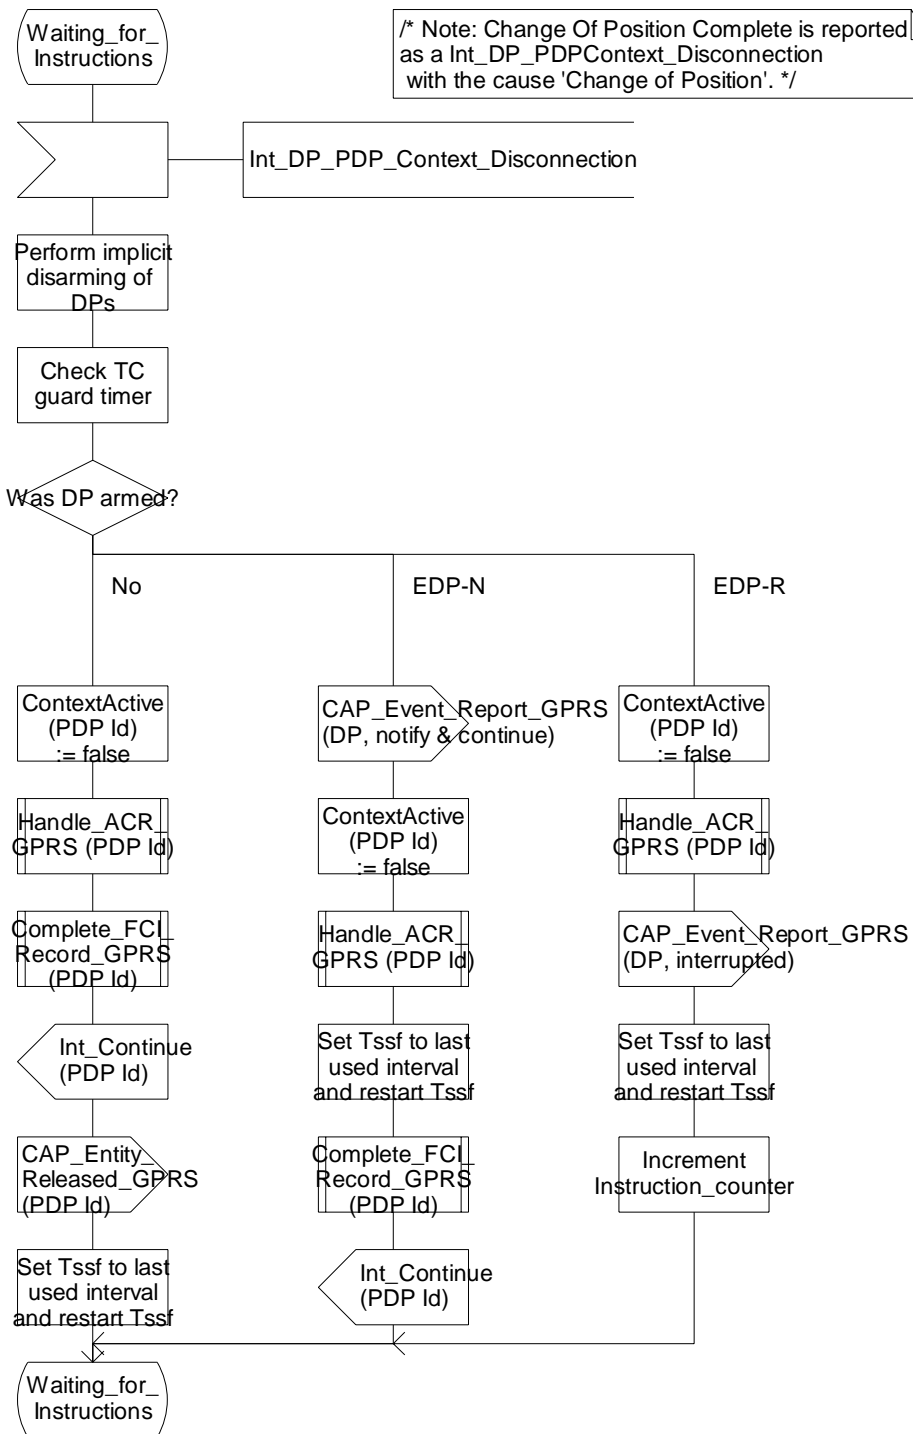 Waiting_for_
Instructions
/* Note: Change Of Position Complete is reported
as a Int_DP_PDPContext_Disconnection
with the cause 'Change of Position'. */
Int_DP_PDP_Context_Disconnection
Perform implicit
disarming of
DPs
Check TC
guard timer
Was DP armed?
No
EDP-N
EDP-R
ContextActive
(PDP Id)
:= false
Handle_ACR_
GPRS (PDP Id)
Complete_FCI_
Record_GPRS
(PDP Id)
Int_Continue
(PDP Id)
CAP_Entity_
Released_GPRS
(PDP Id)
Set Tssf to last
used interval
and restart Tssf
CAP_Event_Report_GPRS
(DP, notify & continue)
ContextActive
(PDP Id)
:= false
Handle_ACR_
GPRS (PDP Id)
Set Tssf to last
used interval
and restart Tssf
Complete_FCI_
Record_GPRS
(PDP Id)
Int_Continue
(PDP Id)
ContextActive
(PDP Id)
:= false
Handle_ACR_
GPRS (PDP Id)
CAP_Event_Report_GPRS
(DP, interrupted)
Set Tssf to last
used interval
and restart Tssf
Increment
Instruction_counter
Waiting_for_
Instructions